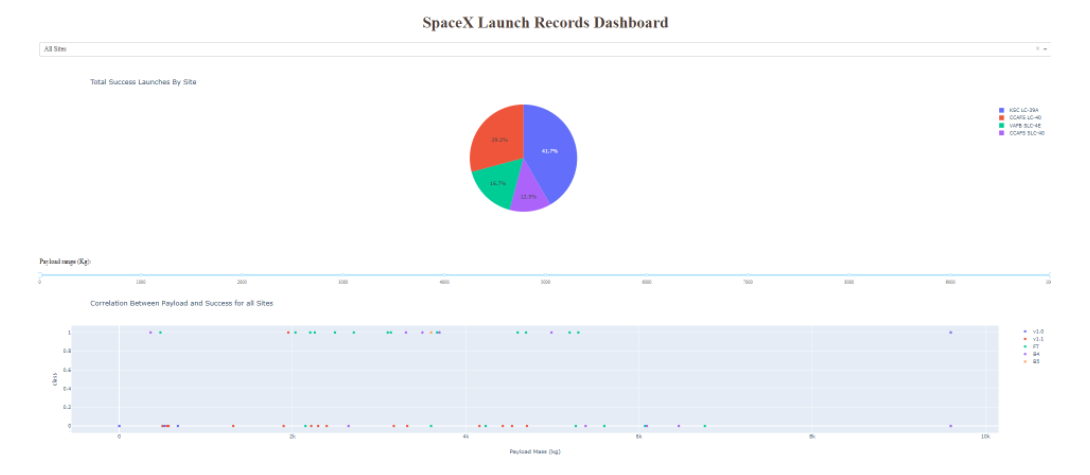 SpaceX Launch Records Dashboard
All Sites
Total Success Launches By Site
KSC LC-39A
CCAFS LC-40
VAFB SLC-4E
CCAFS SLC-40
29.2%
41.7%
16.7%
12.5%
Payload range (Kg):
0 1000 2000 3000 4000 5000 6000 7000 8000 9000 10
Correlation Between Payload and Success for all Sites
1
0.8
0.6
0.4
0.2
0
class
v1.0
v1.1
FT
B4
B5
0 2k 4k 6k 8k 10k
Payload Mass (kg)